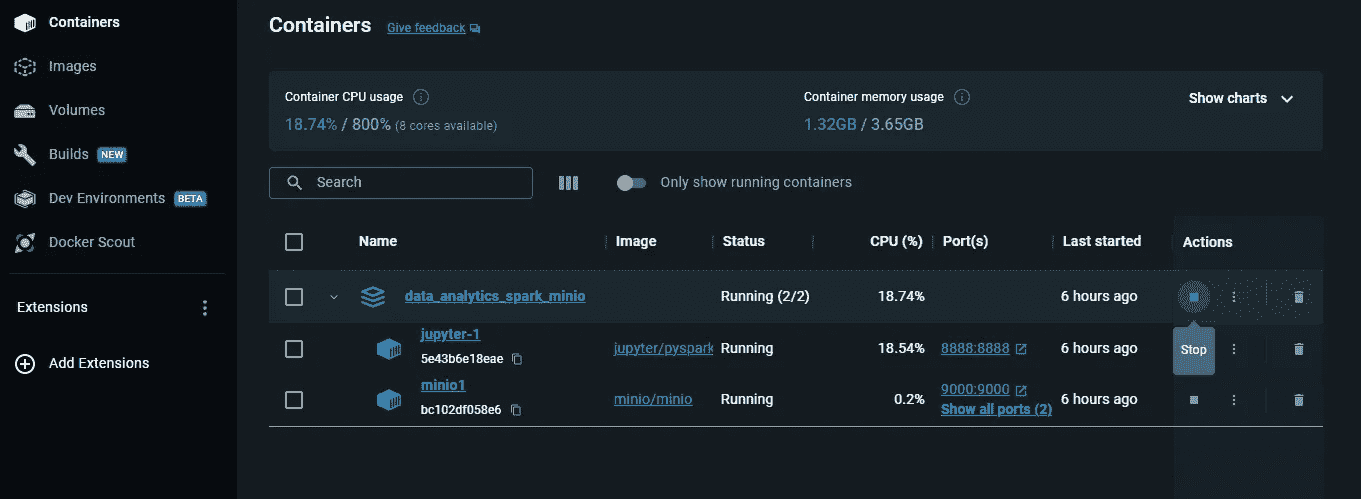 Containers
Images
Volumes
Builds NEW
Dev Environments BETA
Docker Scout
Extensions
Add Extensions
Containers Give feedback
Container CPU usage
18.74% / 800% (8 cores available)
Container memory usage
1.32GB / 3.65GB
Show charts
Search
Only show running containers
Name Image Status CPU (%) Port(s) Last started Actions
data_analytics_spark_minio Running (2/2) 18.74% 6 hours ago
jupyter-1
5e43b6e18eae
jupyter/pyspark Running 18.54% 8888:8888 6 hours ago
Stop
minio1
bc102df058e6
minio/minio Running 0.2% 9000:9000
Show all ports (2) 6 hours ago